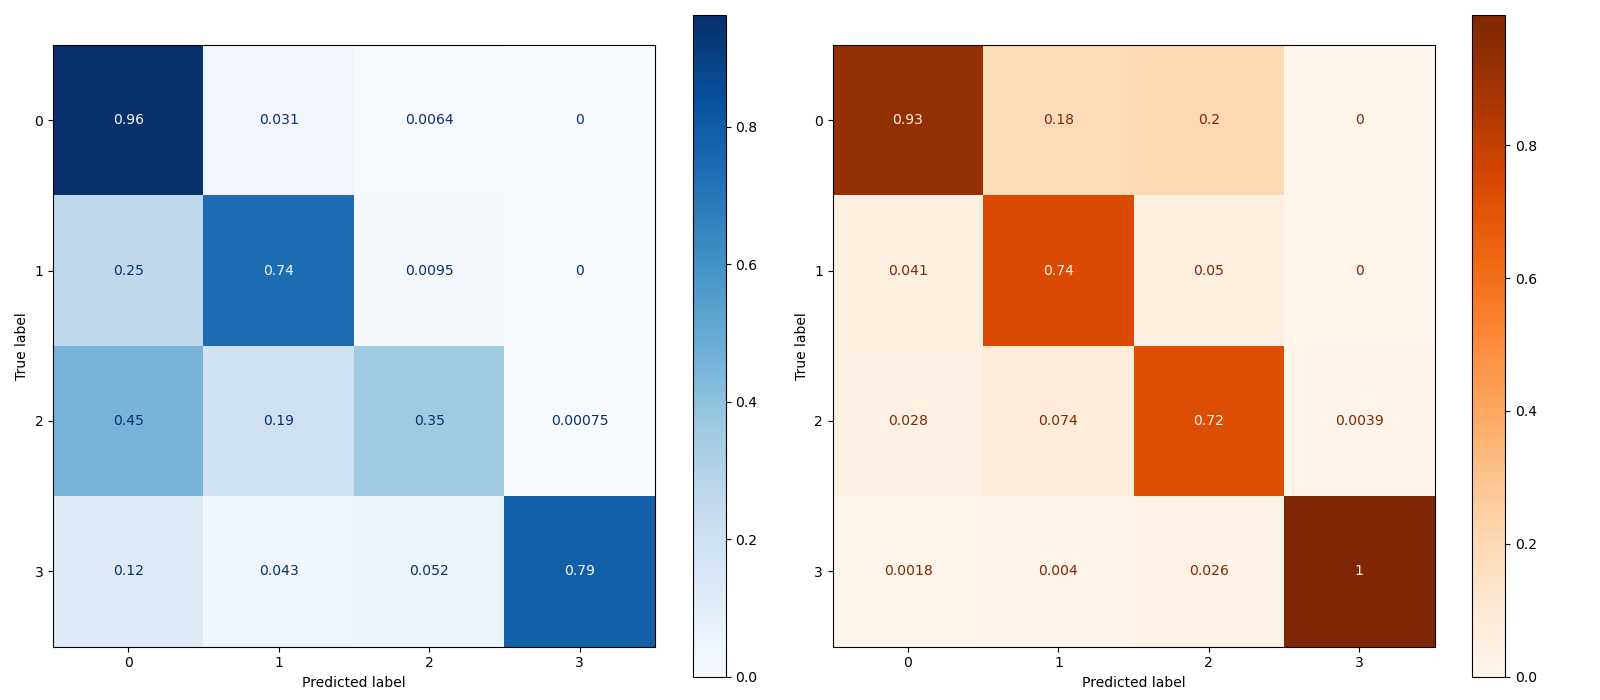 0 0.96 0.031 0.0064 0
1 0.25 0.74 0.0095 0
2 0.45 0.19 0.35 0.00075
3 0.12 0.043 0.052 0.79
0 1 2 3
True label
Predicted label
0.8
0.6
0.4
0.2
0.0
0 0.93 0.18 0.2 0
1 0.041 0.74 0.05 0
2 0.028 0.074 0.72 0.0039
3 0.0018 0.004 0.026 1
0 1 2 3
True label
Predicted label
0.8
0.6
0.4
0.2
0.0